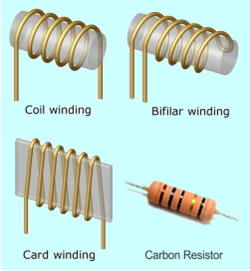 Coil winding
Bifilar winding
Card winding
Carbon Resistor